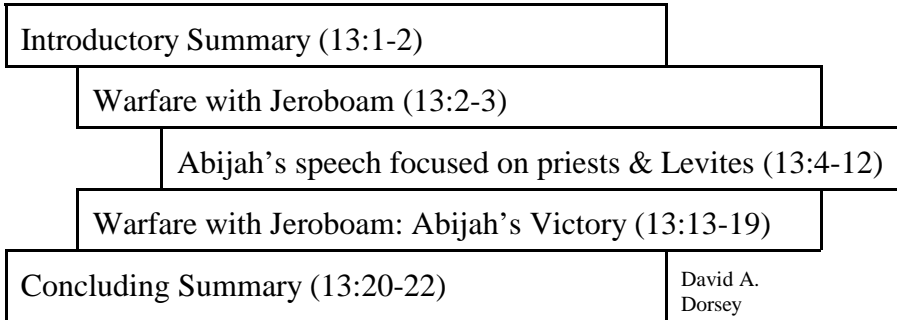 Introductory Summary (13:1-2)
Warfare with Jeroboam (13:2-3)
Abijah’s speech focused on priests & Levites (13:4-12)
Warfare with Jeroboam: Abijah’s Victory (13:13-19)
Concluding Summary (13:20-22)
David A.
Dorsey